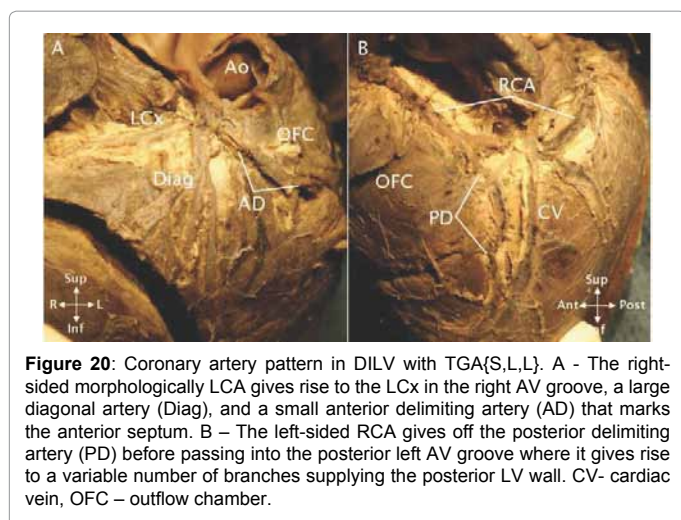 A
Ao
LCx
OFC
Diag
AD
Sup
R L
Inf
B
RCA
OFC
PD
CV
Sup
Ant Post
f
Figure 20: Coronary artery pattern in DILV with TGA{S,L,L}. A - The right-
sided morphologically LCA gives rise to the LCx in the right AV groove, a large
diagonal artery (Diag), and a small anterior delimiting artery (AD) that marks
the anterior septum. B – The left-sided RCA gives off the posterior delimiting
artery (PD) before passing into the posterior left AV groove where it gives rise
to a variable number of branches supplying the posterior LV wall. CV- cardiac
vein, OFC – outflow chamber.